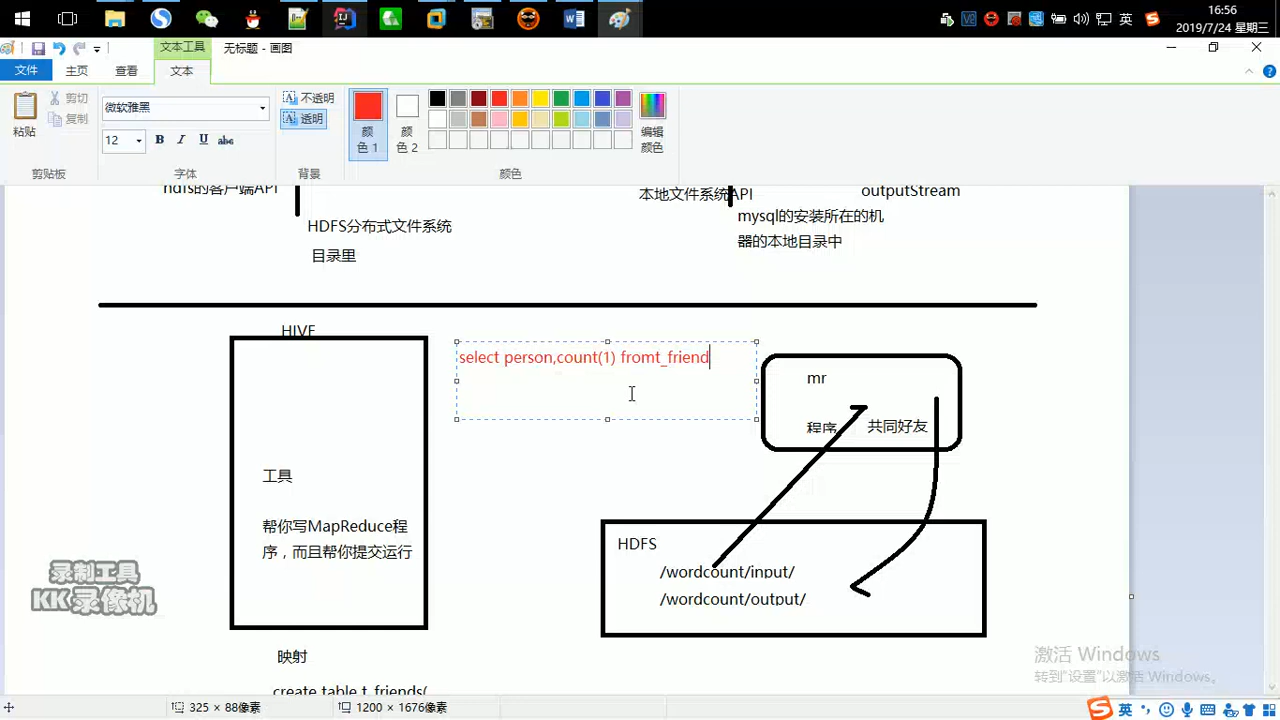 16:56
英
2019/7/24 星期三
文本工具
无标题 - 画图
文件
主页
查看
文本
粘贴
剪切
复制
剪贴板
微软雅黑
12
B I U abc
字体
不透明
透明
背景
颜色 1
颜色 2
编辑颜色
颜色
hdfs的客户端API
本地文件系统API
outputStream
HDFS分布式文件系统
目录里
mysql的安装所在的机
器的本地目录中
HIVE
select person,count(1) fromt_friend
mr
程序
共同好友
工具
帮你写MapReduce程
序，而且帮你提交运行
HDFS
/wordcount/input/
/wordcount/output/
录制工具
KK录像机
映射
create table t_friends(
激活 Windows
转到"设置"以激活 Windows。
325 × 88像素
1200 × 1676像素
英